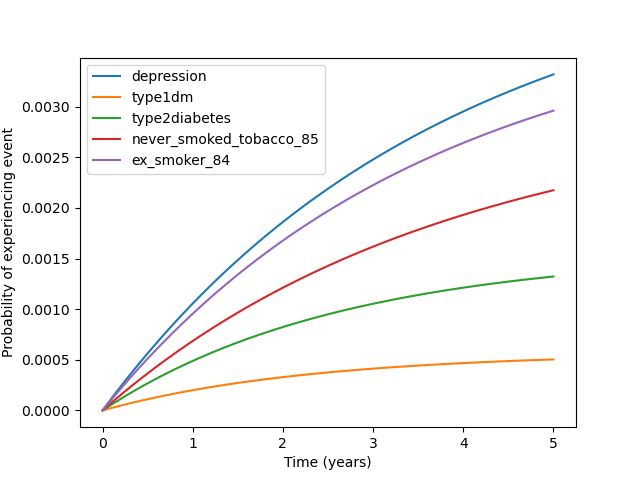 depression
type1dm
type2diabetes
never_smoked_tobacco_85
ex_smoker_84
Probability of experiencing event
0.0030
0.0025
0.0020
0.0015
0.0010
0.0005
0.0000
0 1 2 3 4 5
Time (years)